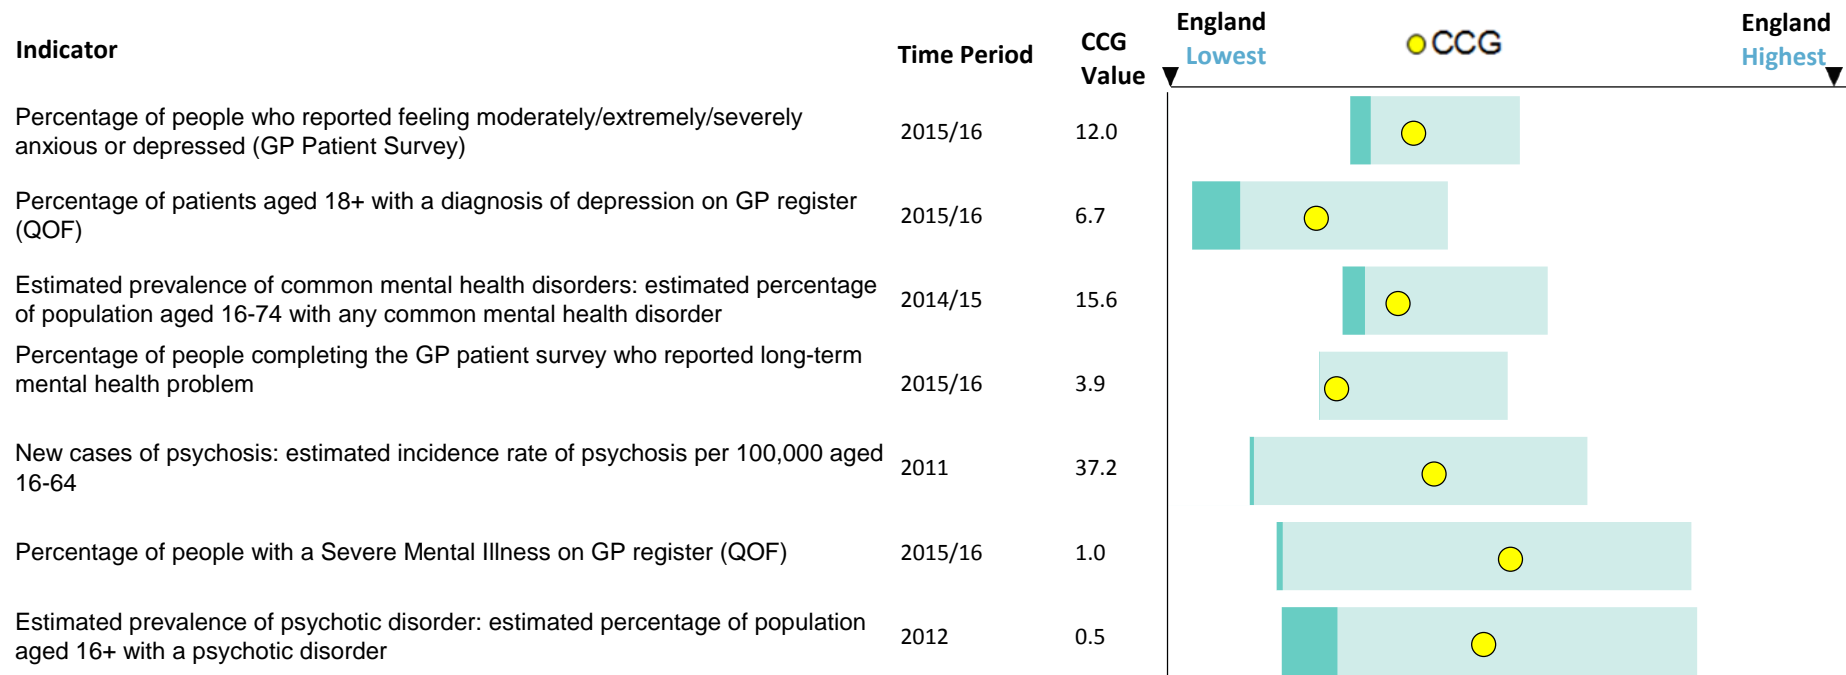 Indicator
Time Period
CCG
Value
England
Lowest
CCG
England
Highest
Percentage of people who reported feeling moderately/extremely/severely
anxious or depressed (GP Patient Survey)
2015/16
12.0
Percentage of patients aged 18+ with a diagnosis of depression on GP register
(QOF)
2015/16
6.7
Estimated prevalence of common mental health disorders: estimated percentage
of population aged 16-74 with any common mental health disorder
2014/15
15.6
Percentage of people completing the GP patient survey who reported long-term
mental health problem
2015/16
3.9
New cases of psychosis: estimated incidence rate of psychosis per 100,000 aged
16-64
2011
37.2
Percentage of people with a Severe Mental Illness on GP register (QOF)
2015/16
1.0
Estimated prevalence of psychotic disorder: estimated percentage of population
aged 16+ with a psychotic disorder
2012
0.5